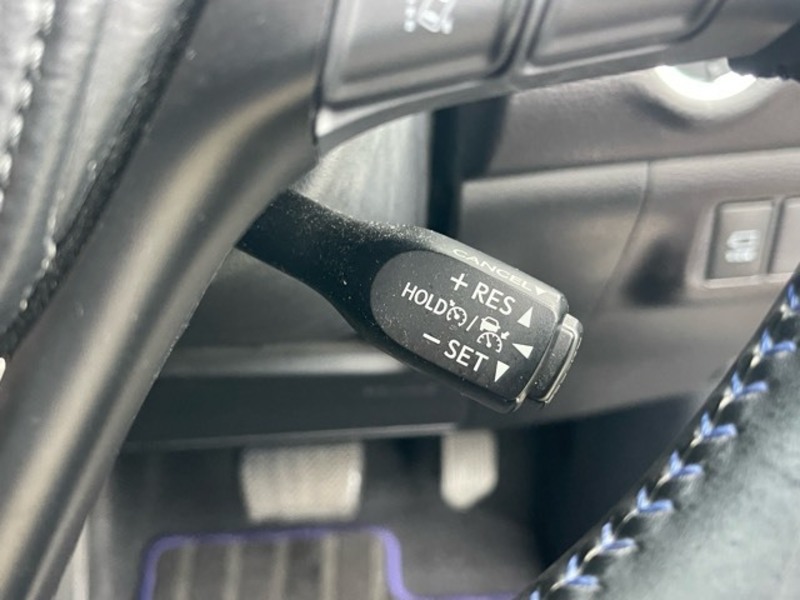 CANCEL▼
+ RES ▲
HOLD / ◀
− SET ▼